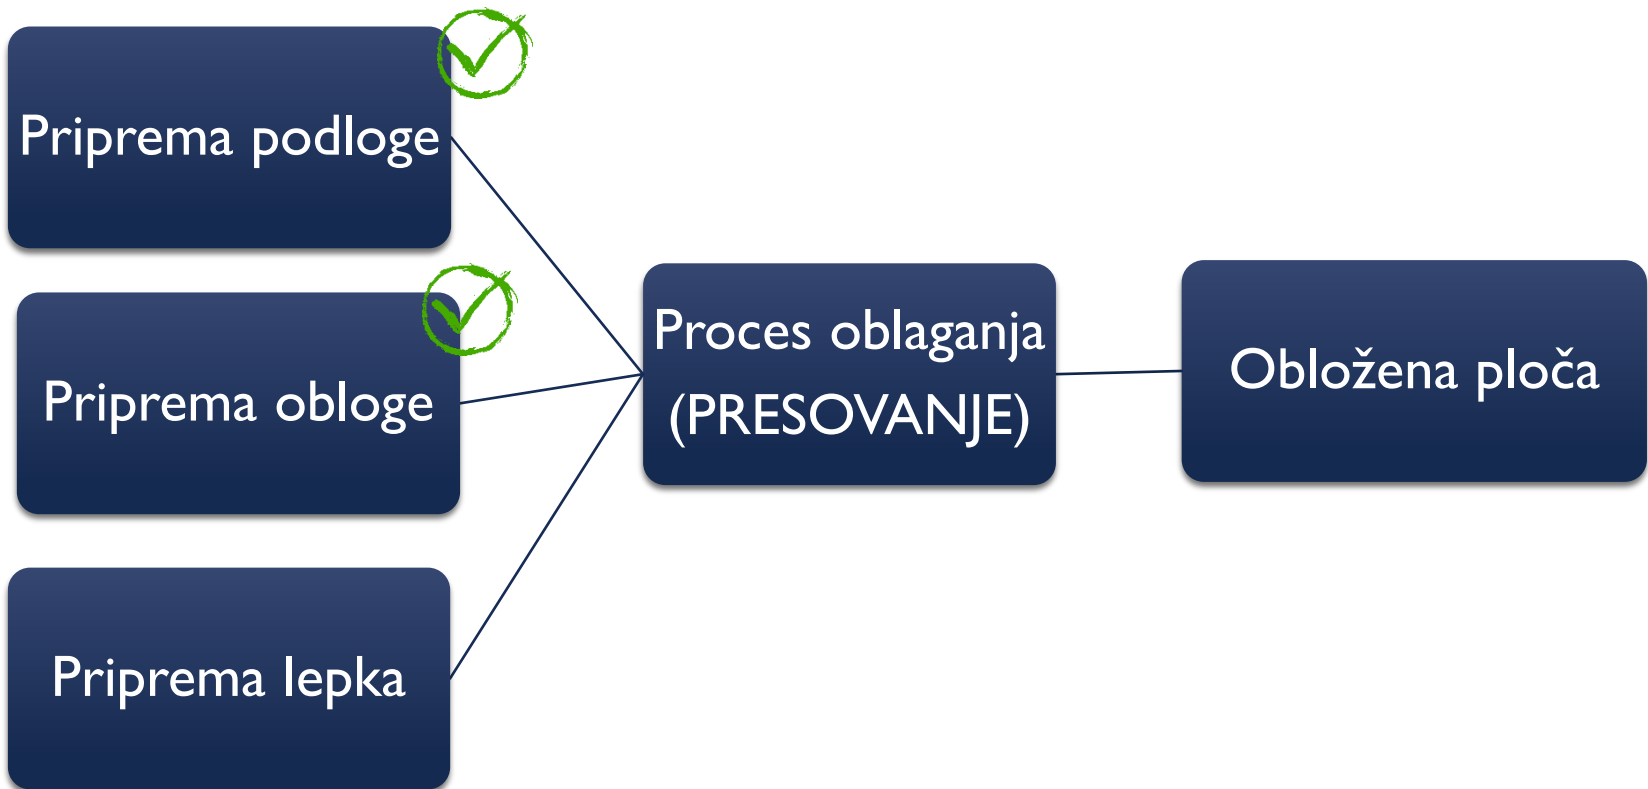 Priprema podloge
Priprema obloge
Priprema lepka
Proces oblaganja
(PRESOVANJE)
Obložena ploča